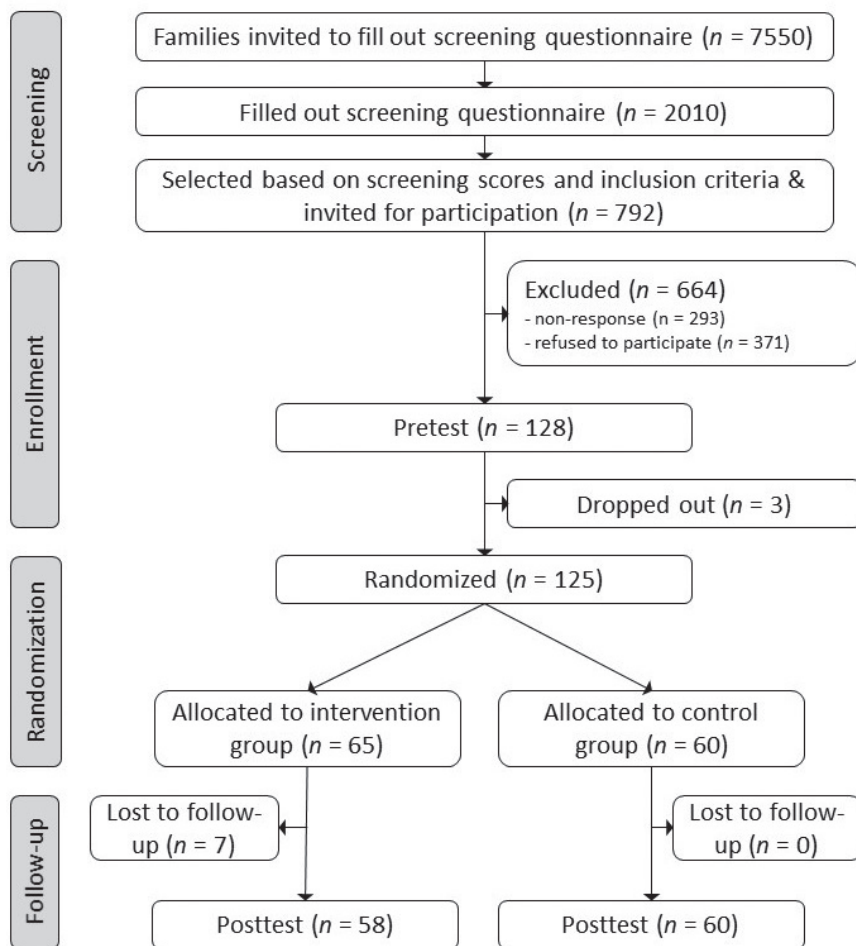 Screening
Families invited to fill out screening questionnaire (n = 7550)
Filled out screening questionnaire (n = 2010)
Selected based on screening scores and inclusion criteria &
invited for participation (n = 792)
Enrollment
Excluded (n = 664)
- non-response (n = 293)
- refused to participate (n = 371)
Pretest (n = 128)
Dropped out (n = 3)
Randomization
Randomized (n = 125)
Allocated to intervention
group (n = 65)
Allocated to control
group (n = 60)
Follow-up
Lost to follow-
up (n = 7)
Lost to follow-
up (n = 0)
Posttest (n = 58)
Posttest (n = 60)